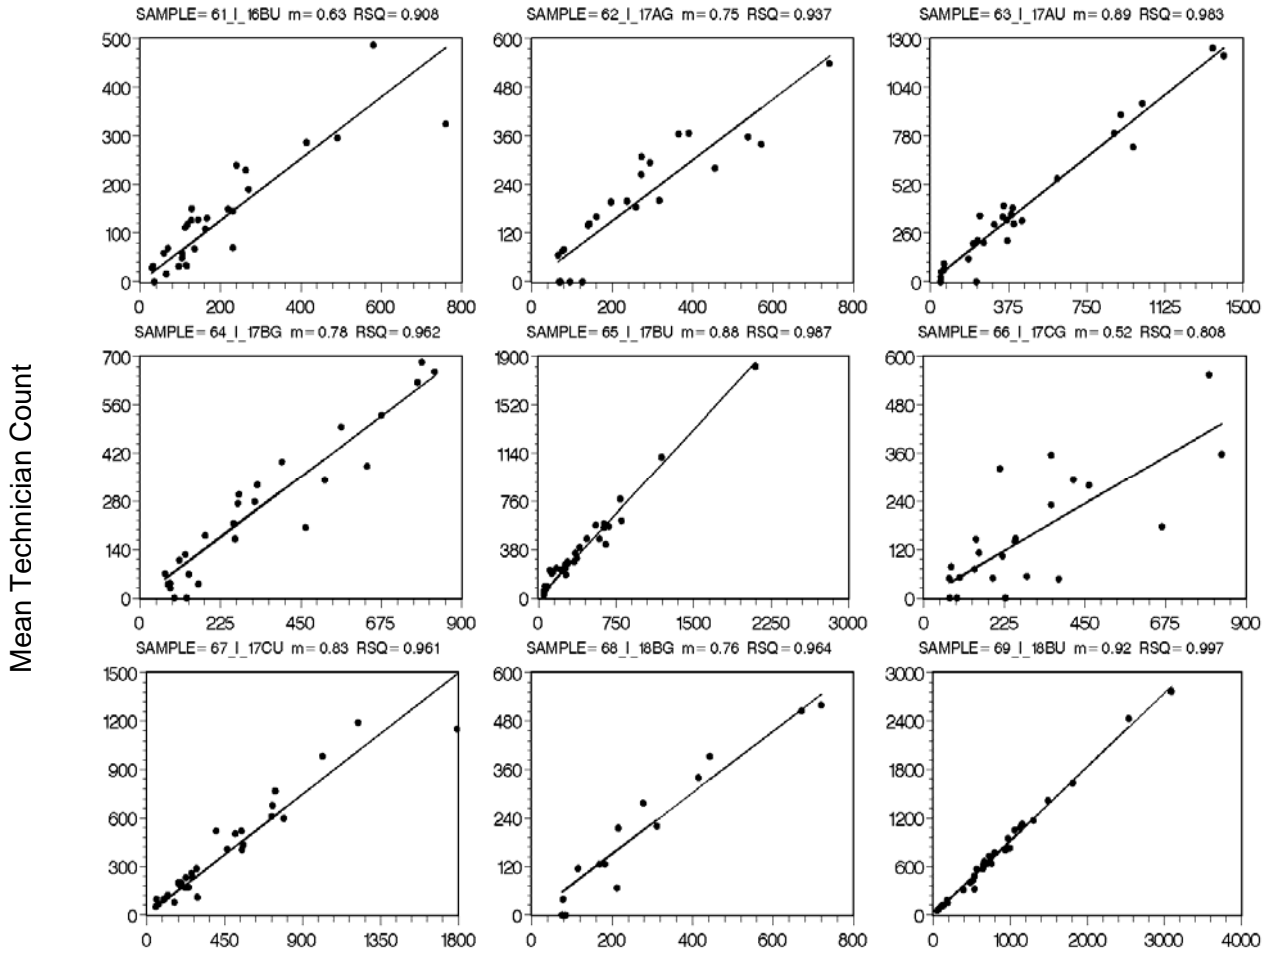 SAMPLE= 61_I_16BU m= 0.63 RSQ= 0.908
500
400
300
200
100
0
0 200 400 600 800
SAMPLE= 62_I_17AG m= 0.75 RSQ= 0.937
600
480
360
240
120
0
0 200 400 600 800
SAMPLE= 63_I_17AU m= 0.89 RSQ= 0.983
1300
1040
780
520
260
0
0 375 750 1125 1500
Mean Technician Count
SAMPLE= 64_I_17BG m= 0.78 RSQ= 0.962
700
560
420
280
140
0
0 225 450 675 900
SAMPLE= 65_I_17BU m= 0.88 RSQ= 0.987
1900
1520
1140
760
380
0
0 750 1500 2250 3000
SAMPLE= 66_I_17CG m= 0.52 RSQ= 0.808
600
480
360
240
120
0
0 225 450 675 900
SAMPLE= 67_I_17CU m= 0.83 RSQ= 0.961
1500
1200
900
600
300
0
0 450 900 1350 1800
SAMPLE= 68_I_18BG m= 0.76 RSQ= 0.964
600
480
360
240
120
0
0 200 400 600 800
SAMPLE= 69_I_18BU m= 0.92 RSQ= 0.997
3000
2400
1800
1200
600
0
0 1000 2000 3000 4000